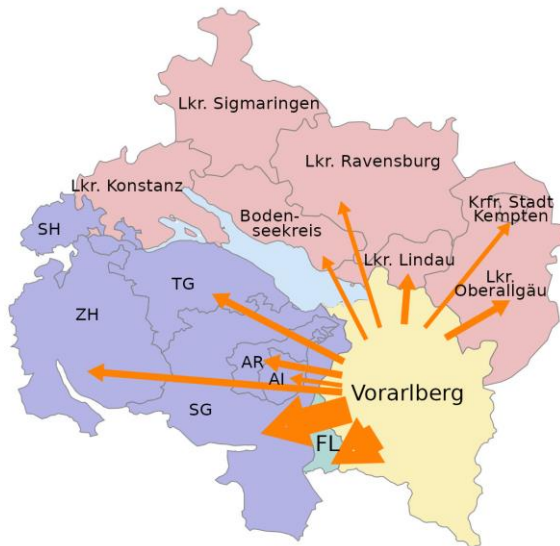 Lkr. Sigmaringen
Lkr. Ravensburg
Lkr. Konstanz
Krfr. Stadt
Kempten
Boden-
seekreis
SH
Lkr. Lindau
TG
Lkr.
Oberallgäu
ZH
AR
AI
Vorarlberg
SG
FL